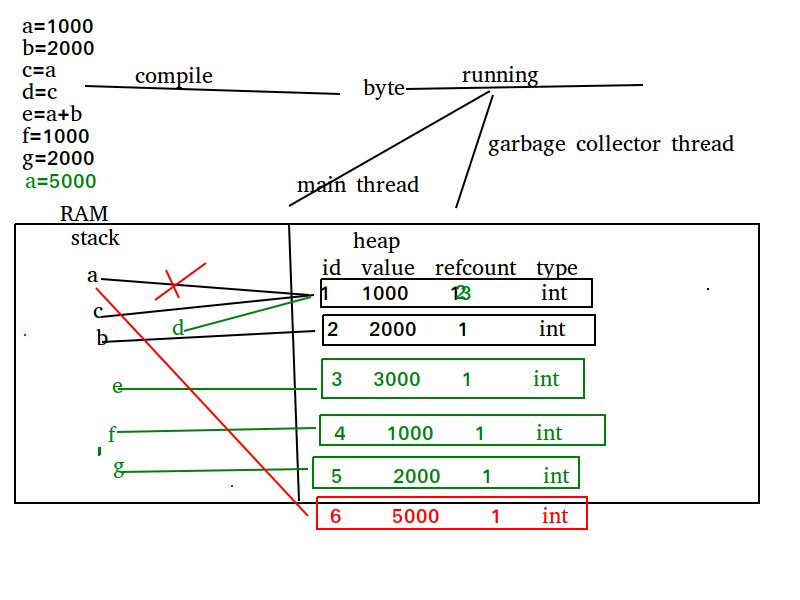 a=1000
b=2000
c=a
d=c
e=a+b
f=1000
g=2000
a=5000
compile
byte
running
main thread
garbage collector thread
RAM
stack
heap
id value refcount type
a
1 1000 int
c
d
b
2 2000 1 int
e
3 3000 1 int
f
4 1000 1 int
g
5 2000 1 int
6 5000 1 int